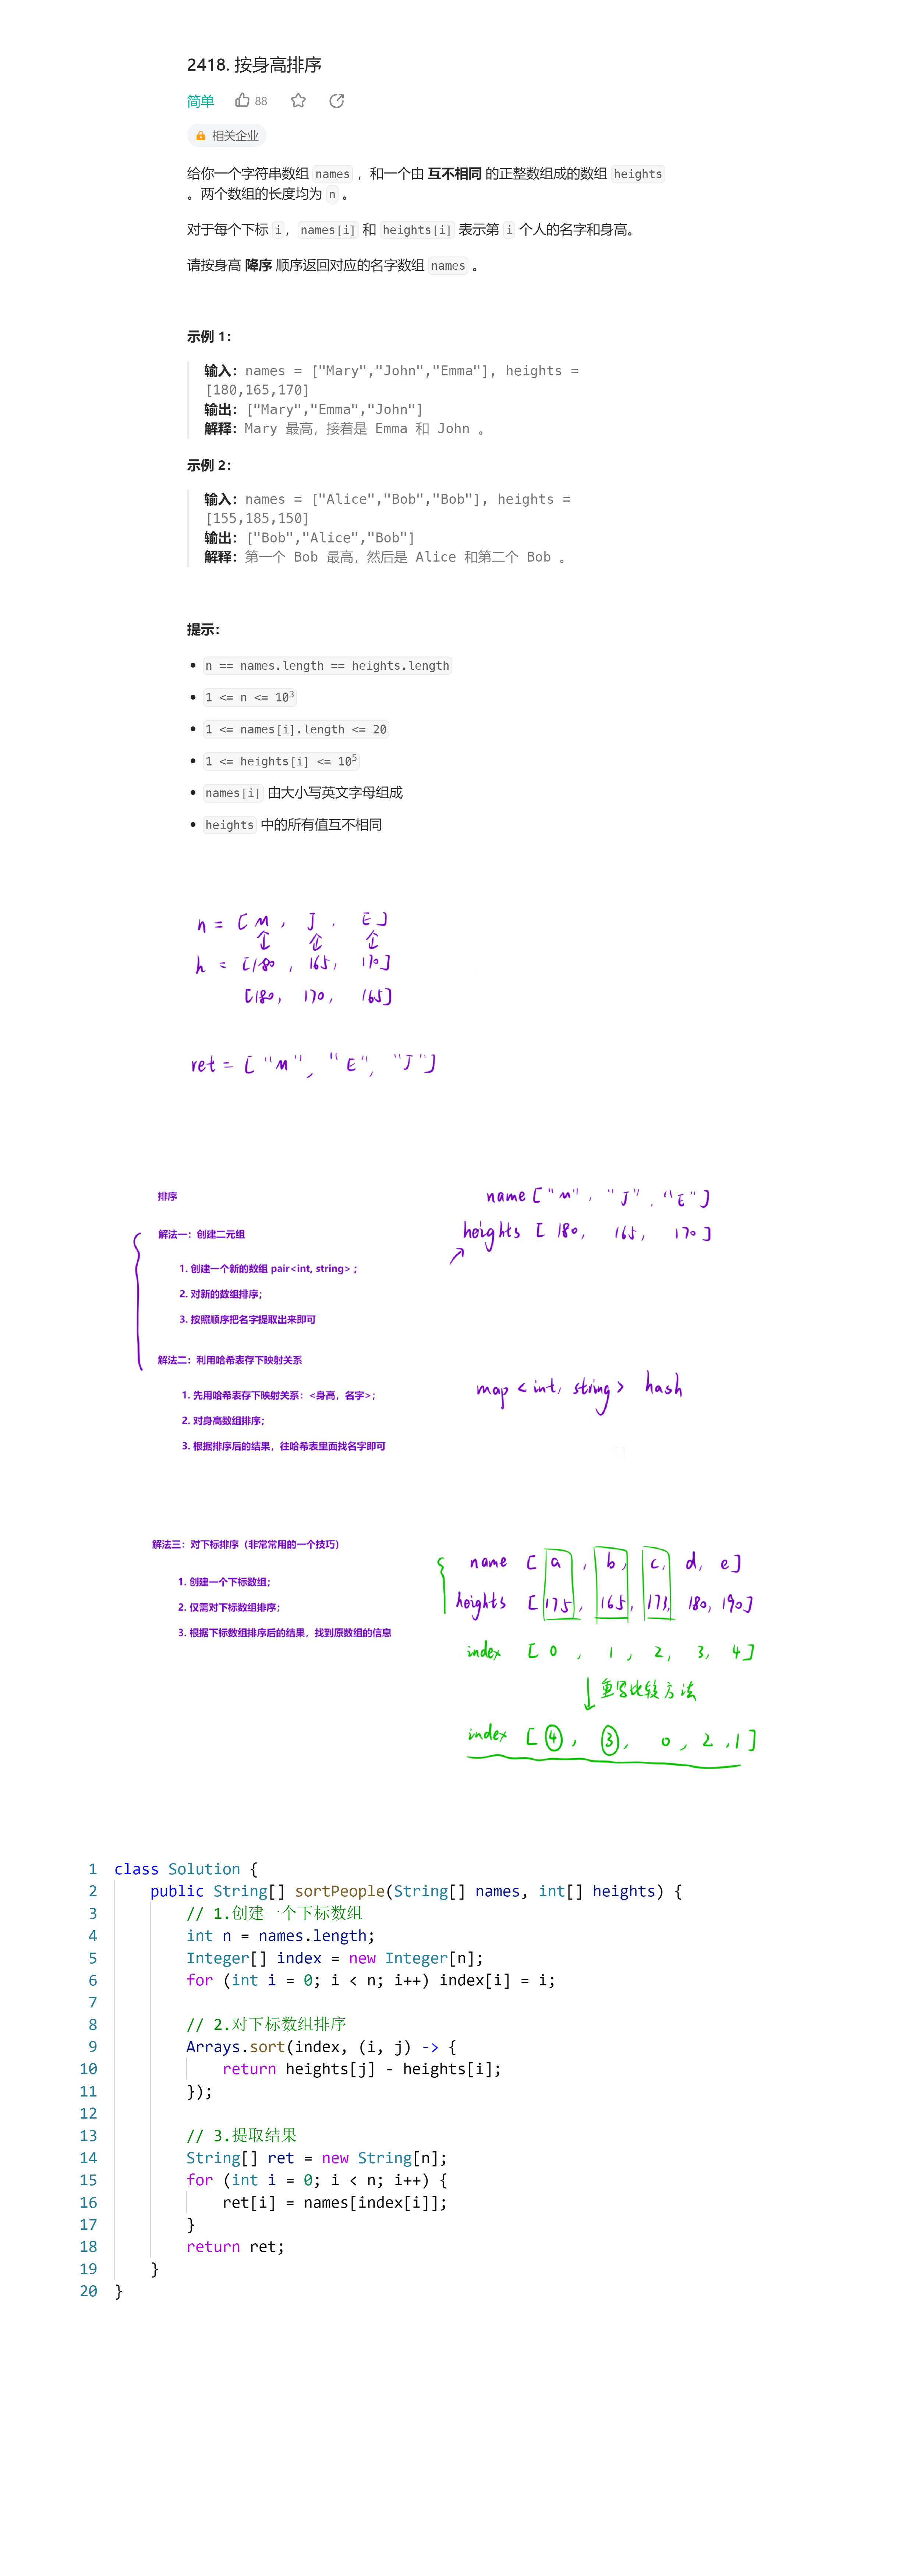 2418. 按身高排序
简单 88
相关企业
给你一个字符串数组 names ，和一个由 互不相同 的正整数组成的数组 heights
。两个数组的长度均为 n 。
对于每个下标 i，names[i] 和 heights[i] 表示第 i 个人的名字和身高。
请按身高 降序 顺序返回对应的名字数组 names 。
示例 1：
输入：names = ["Mary","John","Emma"], heights =
[180,165,170]
输出：["Mary","Emma","John"]
解释：Mary 最高，接着是 Emma 和 John 。
示例 2：
输入：names = ["Alice","Bob","Bob"], heights =
[155,185,150]
输出：["Bob","Alice","Bob"]
解释：第一个 Bob 最高，然后是 Alice 和第二个 Bob 。
提示：
• n == names.length == heights.length
• 1 <= n <= 10³
• 1 <= names[i].length <= 20
• 1 <= heights[i] <= 10⁵
• names[i] 由大小写英文字母组成
• heights 中的所有值互不相同
n = [ M , J , E ]
h = [180 , 165, 170]
[180, 170, 165]
ret = [ "M", "E", "J" ]
排序
name [ "M", "J", "E" ]
解法一：创建二元组
heights [ 180, 165, 170 ]
1. 创建一个新的数组 pair<int, string> ；
2. 对新的数组排序；
3. 按照顺序把名字提取出来即可
解法二：利用哈希表存下映射关系
map < int, string > hash
1. 先用哈希表存下映射关系：<身高，名字>；
2. 对身高数组排序；
3. 根据排序后的结果，往哈希表里面找名字即可
解法三：对下标排序（非常常用的一个技巧）
name [ a , b, c, d, e ]
1. 创建一个下标数组；
heights [ 175, 165, 173, 180, 190 ]
2. 仅需对下标数组排序；
3. 根据下标数组排序后的结果，找到原数组的信息
index [ 0 , 1 , 2, 3, 4 ]
↓ 重写比较方法
index [ ④ , ③ , 0 , 2 , 1 ]
1 class Solution {
2 public String[] sortPeople(String[] names, int[] heights) {
3 // 1.创建一个下标数组
4 int n = names.length;
5 Integer[] index = new Integer[n];
6 for (int i = 0; i < n; i++) index[i] = i;
7
8 // 2.对下标数组排序
9 Arrays.sort(index, (i, j) -> {
10 return heights[j] - heights[i];
11 });
12
13 // 3.提取结果
14 String[] ret = new String[n];
15 for (int i = 0; i < n; i++) {
16 ret[i] = names[index[i]];
17 }
18 return ret;
19 }
20 }